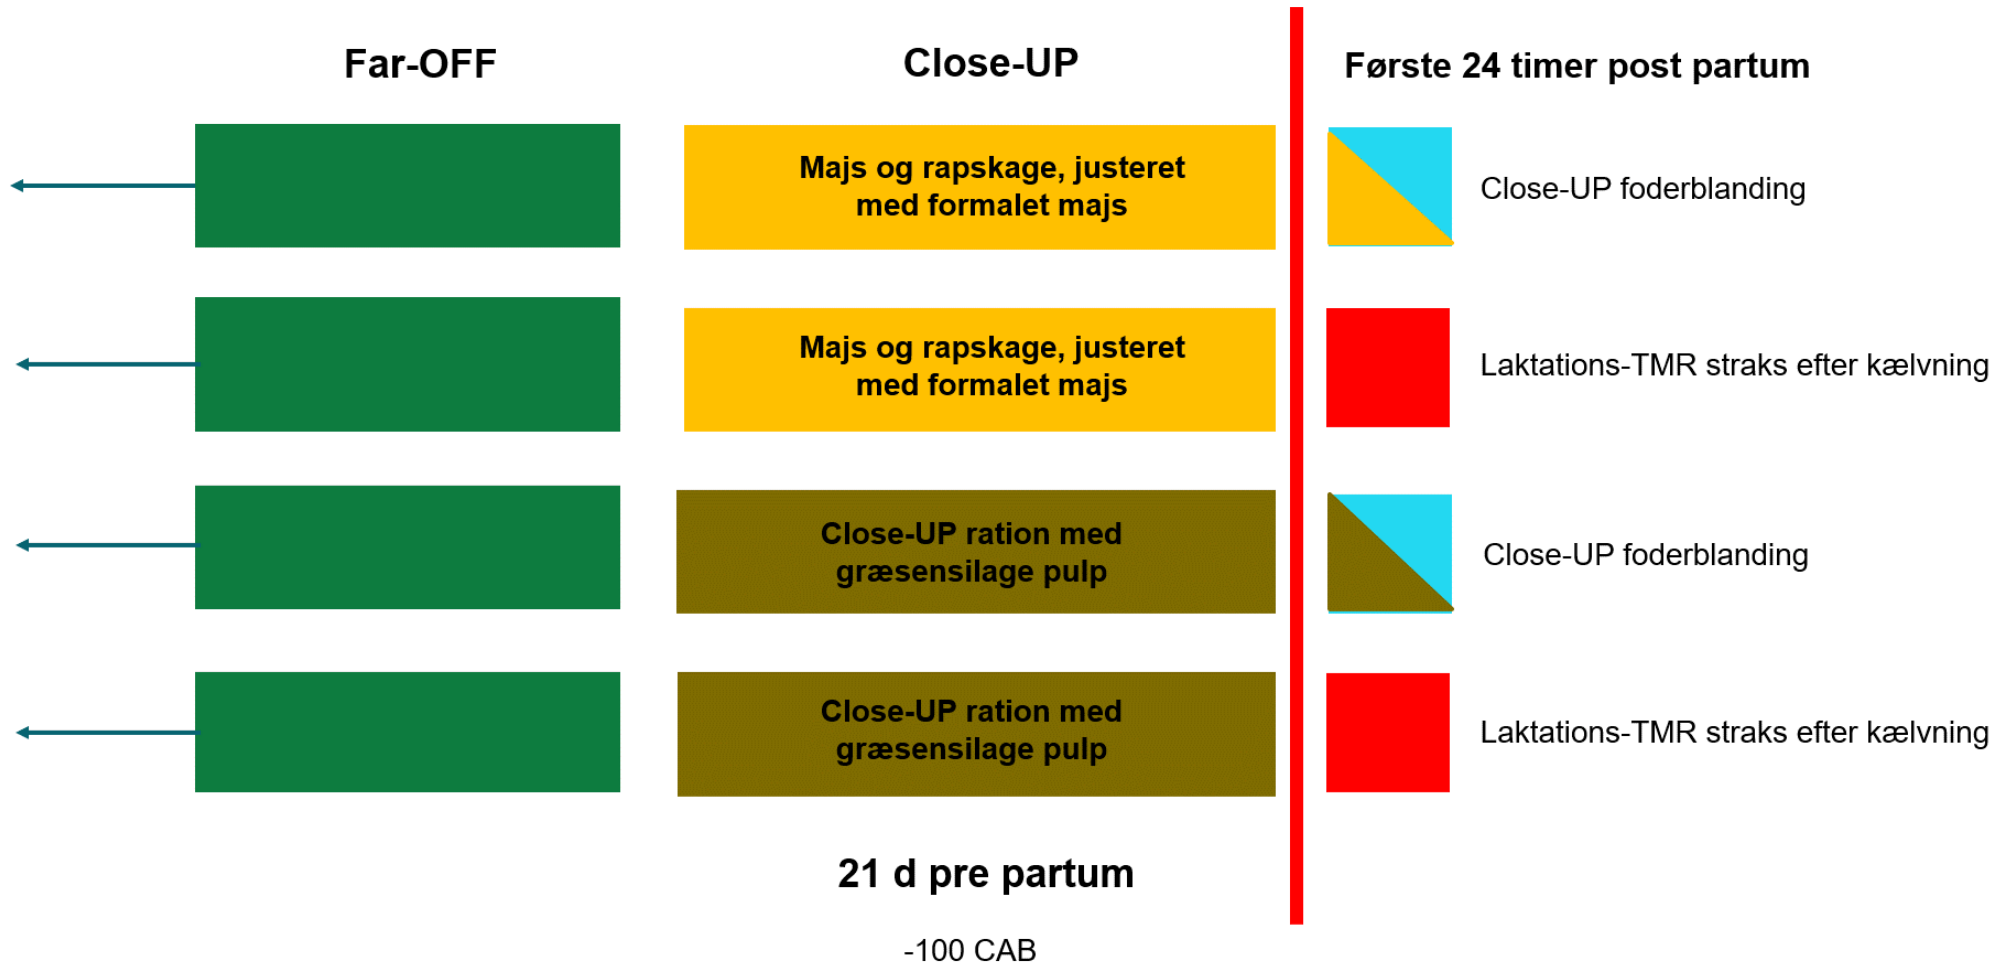 Far-OFF
Close-UP
Første 24 timer post partum
Majs og rapskage, justeret
med formalet majs
Close-UP foderblanding
Majs og rapskage, justeret
med formalet majs
Laktations-TMR straks efter kælvning
Close-UP ration med
græsensilage pulp
Close-UP foderblanding
Close-UP ration med
græsensilage pulp
Laktations-TMR straks efter kælvning
21 d pre partum
-100 CAB